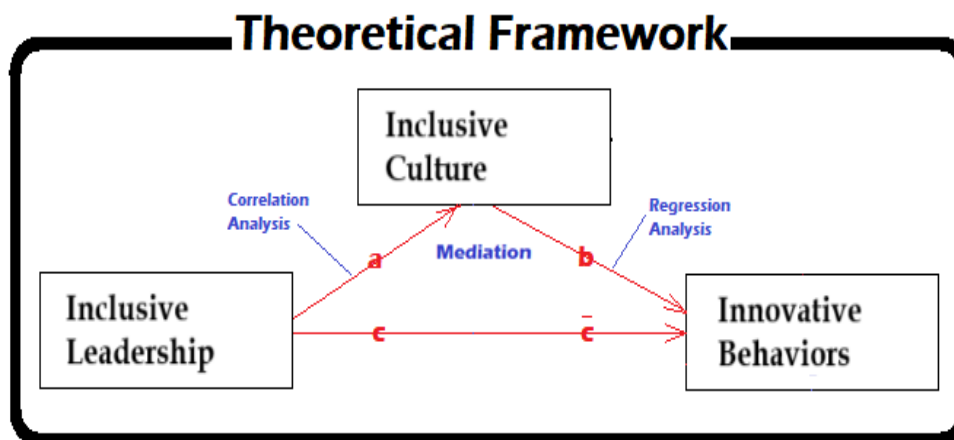 Theoretical Framework
Inclusive
Culture
Correlation
Analysis
Regression
Analysis
a
Mediation
b
Inclusive
Leadership
c
c̄
Innovative
Behaviors